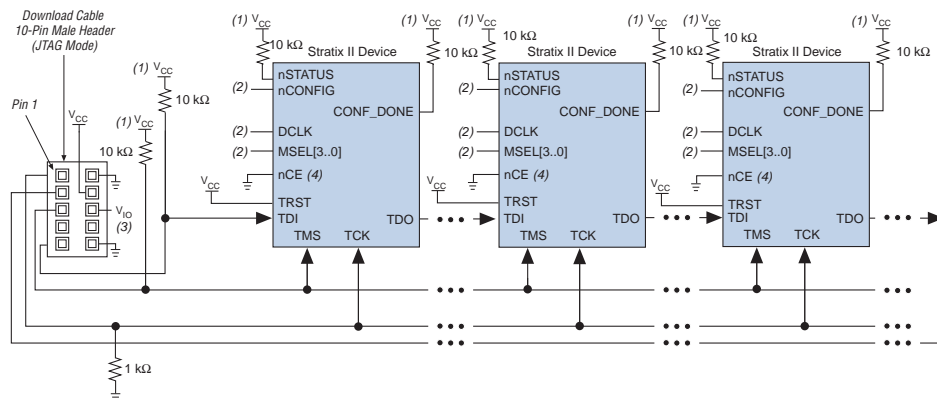 Download Cable
10-Pin Male Header
(JTAG Mode)
Pin 1
VCC
(1) VCC
10 kΩ
(1) VCC
10 kΩ
VIO
(3)
1 kΩ
(1) VCC
10 kΩ
Stratix II Device
(1) VCC
10 kΩ
nSTATUS
(2) nCONFIG
CONF_DONE
(2) DCLK
(2) MSEL[3..0]
nCE (4)
VCC
TRST
TDI
TDO
TMS TCK
(1) VCC
10 kΩ
Stratix II Device
(1) VCC
10 kΩ
nSTATUS
(2) nCONFIG
CONF_DONE
(2) DCLK
(2) MSEL[3..0]
nCE (4)
VCC
TRST
TDI
TDO
TMS TCK
(1) VCC
10 kΩ
Stratix II Device
(1) VCC
10 kΩ
nSTATUS
(2) nCONFIG
CONF_DONE
(2) DCLK
(2) MSEL[3..0]
nCE (4)
VCC
TRST
TDI
TDO
TMS TCK